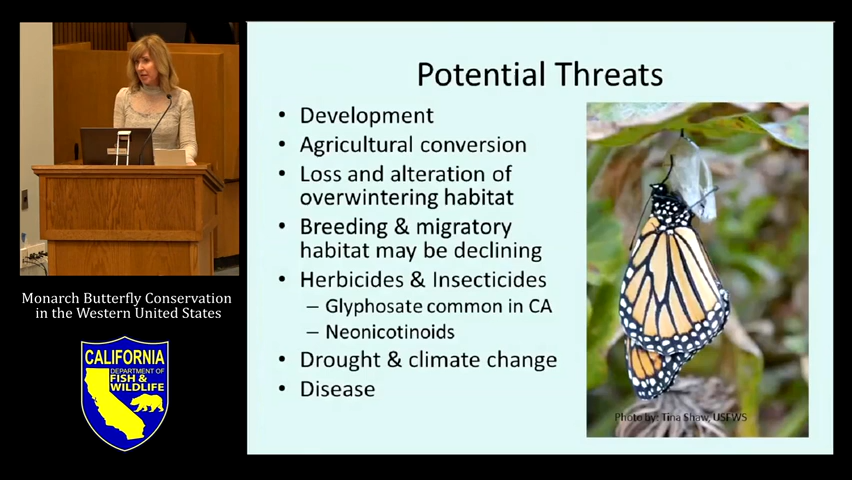 Potential Threats
• Development
• Agricultural conversion
• Loss and alteration of
overwintering habitat
• Breeding & migratory
habitat may be declining
• Herbicides & Insecticides
– Glyphosate common in CA
– Neonicotinoids
• Drought & climate change
• Disease
Photo by: Tina Shaw, USFWS
Monarch Butterfly Conservation
in the Western United States
CALIFORNIA
DEPARTMENT OF
FISH &
WILDLIFE